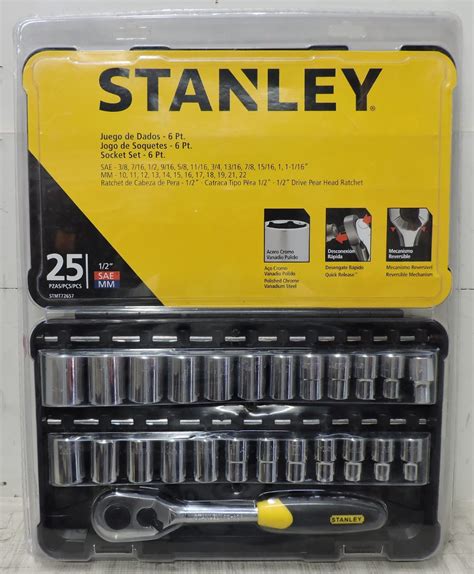 STANLEY®
Juego de Dados - 6 Pt.
Jogo de Soquetes - 6 Pt.
Socket Set - 6 Pt.
SAE - 3/8, 7/16, 1/2, 9/16, 5/8, 11/16, 3/4, 13/16, 7/8, 15/16, 1, 1-1/16"
MM - 10, 11, 12, 13, 14, 15, 16, 17, 18, 19, 21, 22
Ratchet de Cabeza de Pera - 1/2" · Catraca Tipo Pêra 1/2" · 1/2" Drive Pear Head Ratchet
Acero Cromo
Vanadio Pulido
Desconexion
Rápida
Mecanismo
Reversible
Aço Cromo
Vanadio Pulido
Polished Chrome
Vanadium Steel
Desengate Rapido
Quick Release
Mecanismo Reversível
Reversible Mechanism
25
PZAS/PÇS/PCS
1/2"
SAE
MM
STMT72657
STANLEY